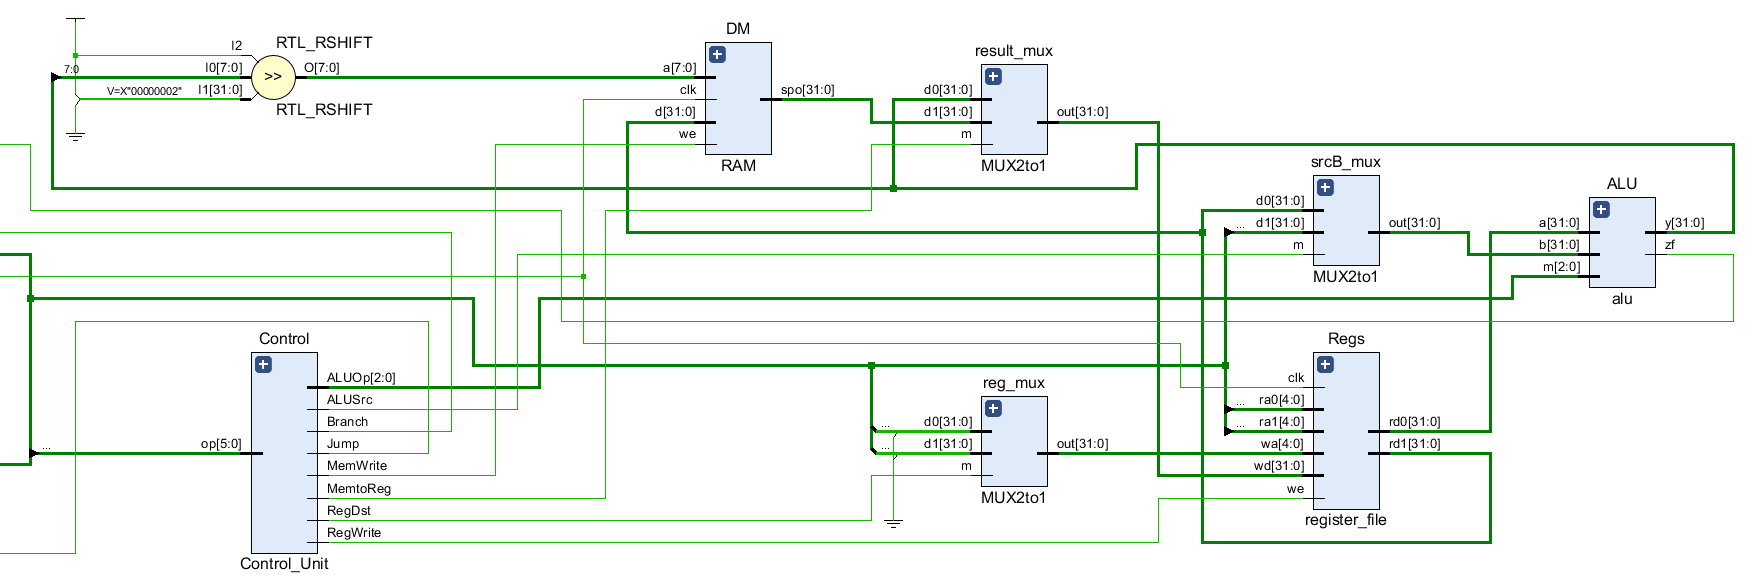 RTL_RSHIFT
I2
7:0
I0[7:0]
>>
O[7:0]
V=X"00000002"
I1[31:0]
RTL_RSHIFT
DM
a[7:0]
clk
d[31:0]
we
spo[31:0]
RAM
result_mux
d0[31:0]
d1[31:0]
m
out[31:0]
MUX2to1
srcB_mux
d0[31:0]
... d1[31:0]
m
out[31:0]
MUX2to1
ALU
a[31:0]
b[31:0]
m[2:0]
y[31:0]
zf
alu
Control
...
op[5:0]
ALUOp[2:0]
ALUSrc
Branch
Jump
MemWrite
MemtoReg
RegDst
RegWrite
Control_Unit
reg_mux
... d0[31:0]
... d1[31:0]
m
out[31:0]
MUX2to1
Regs
clk
... ra0[4:0]
... ra1[4:0]
wa[4:0]
wd[31:0]
we
rd0[31:0]
rd1[31:0]
register_file